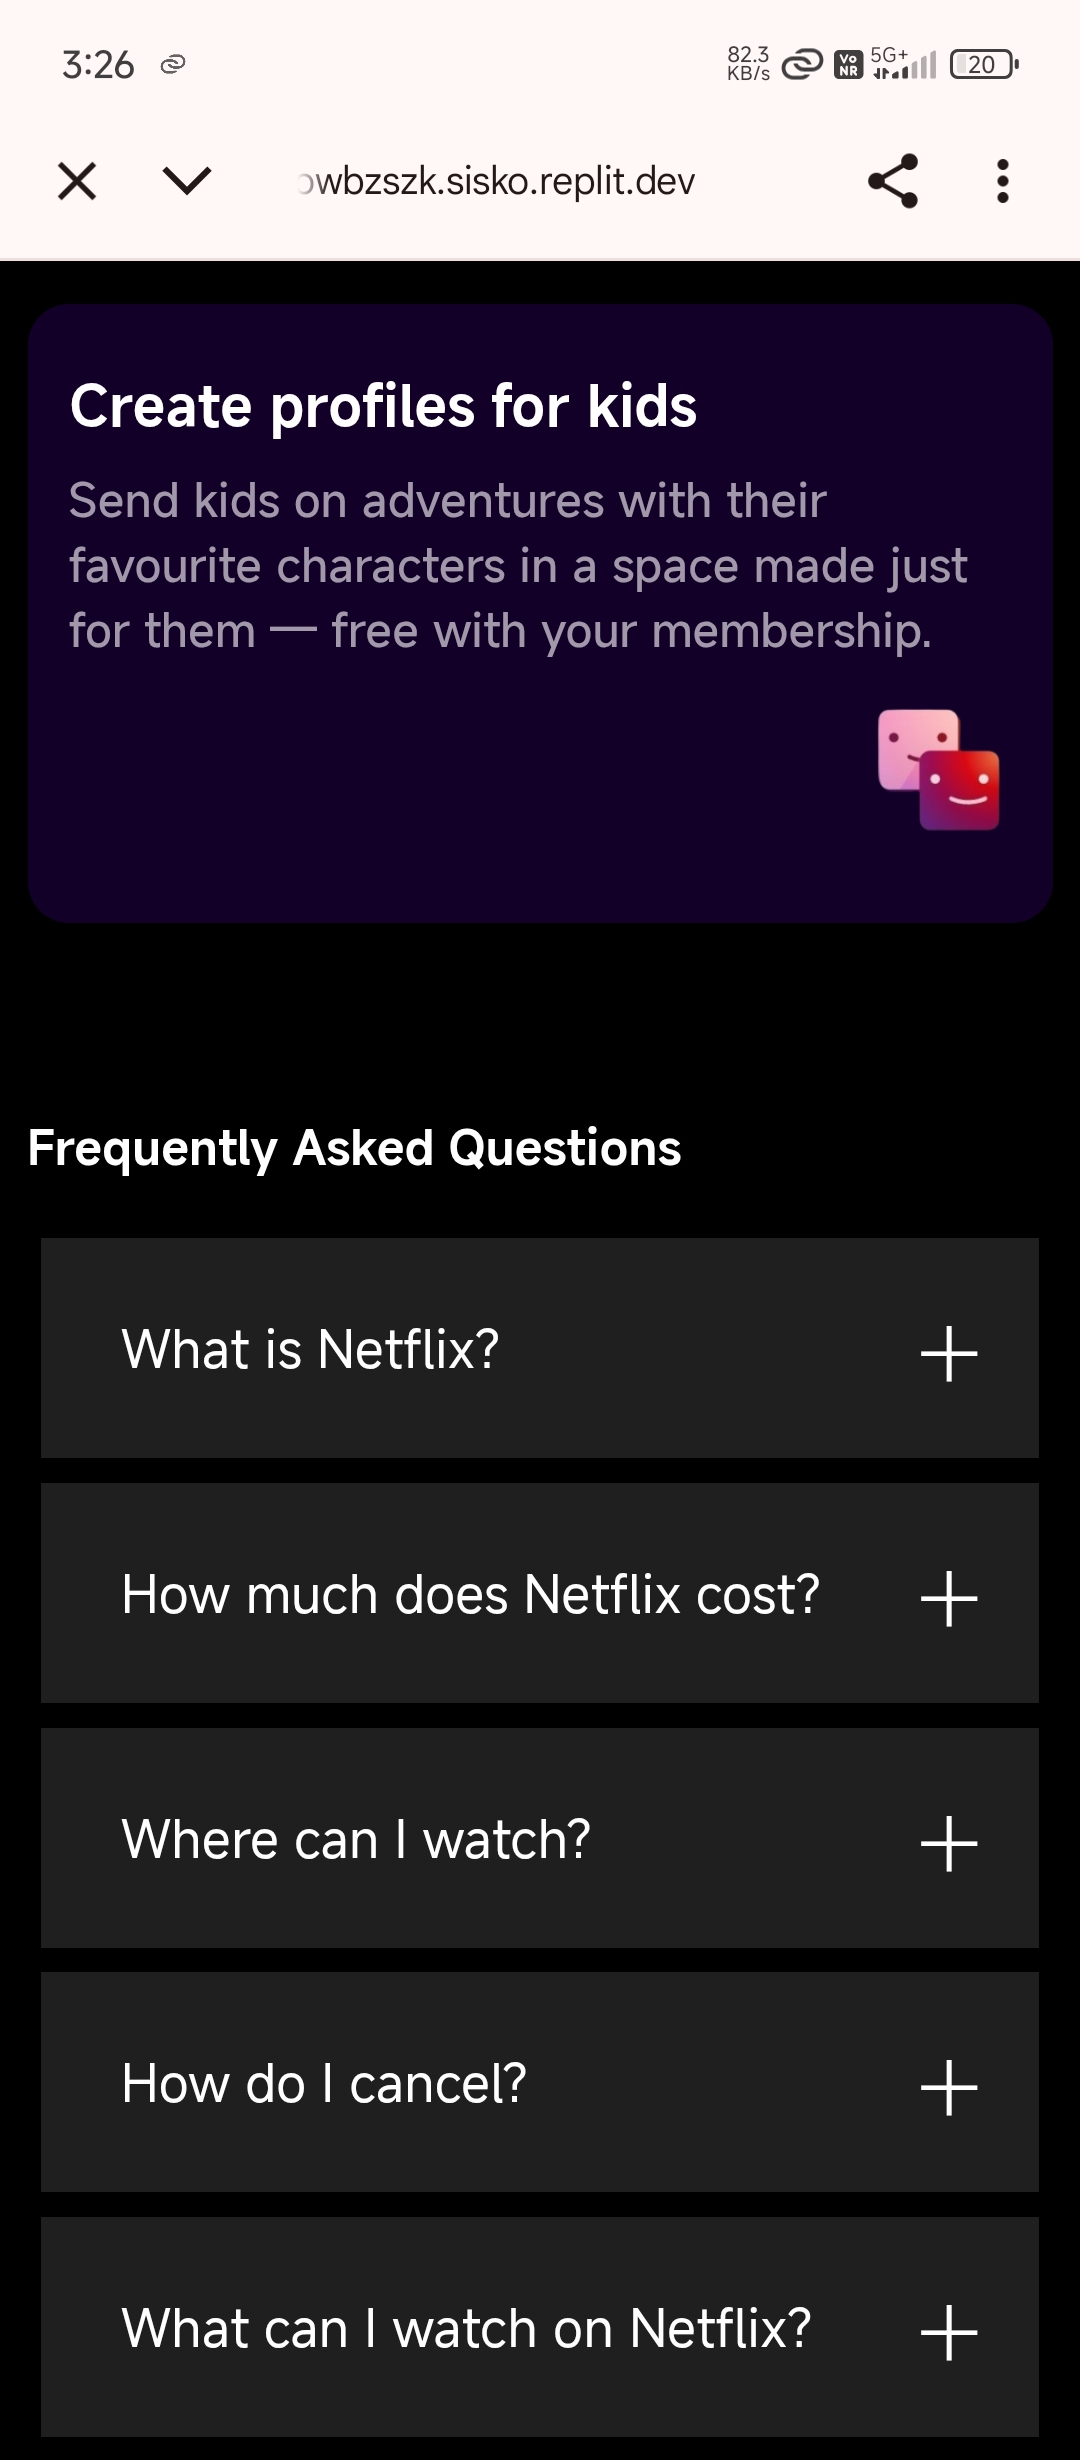 3:26
82.3
KB/s
Vo
NR
5G+
20
wbzszk.sisko.replit.dev
Create profiles for kids
Send kids on adventures with their
favourite characters in a space made just
for them — free with your membership.
Frequently Asked Questions
What is Netflix?
How much does Netflix cost?
Where can I watch?
How do I cancel?
What can I watch on Netflix?